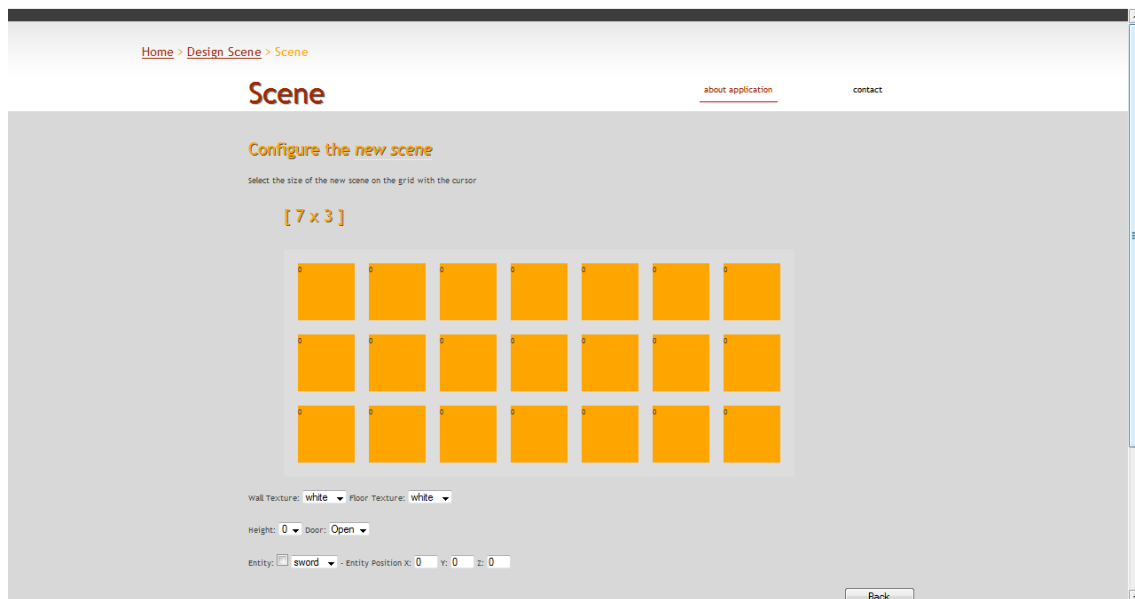 Home > Design Scene > Scene
Scene
about application
contact
Configure the new scene
Select the size of the new scene on the grid with the cursor
[ 7 x 3 ]
0 0 0 0 0 0 0
0 0 0 0 0 0 0
0 0 0 0 0 0 0
Wall Texture: white Floor Texture: white
Height: 0 Door: Open
Entity: sword - Entity Position X: 0 Y: 0 Z: 0
Back